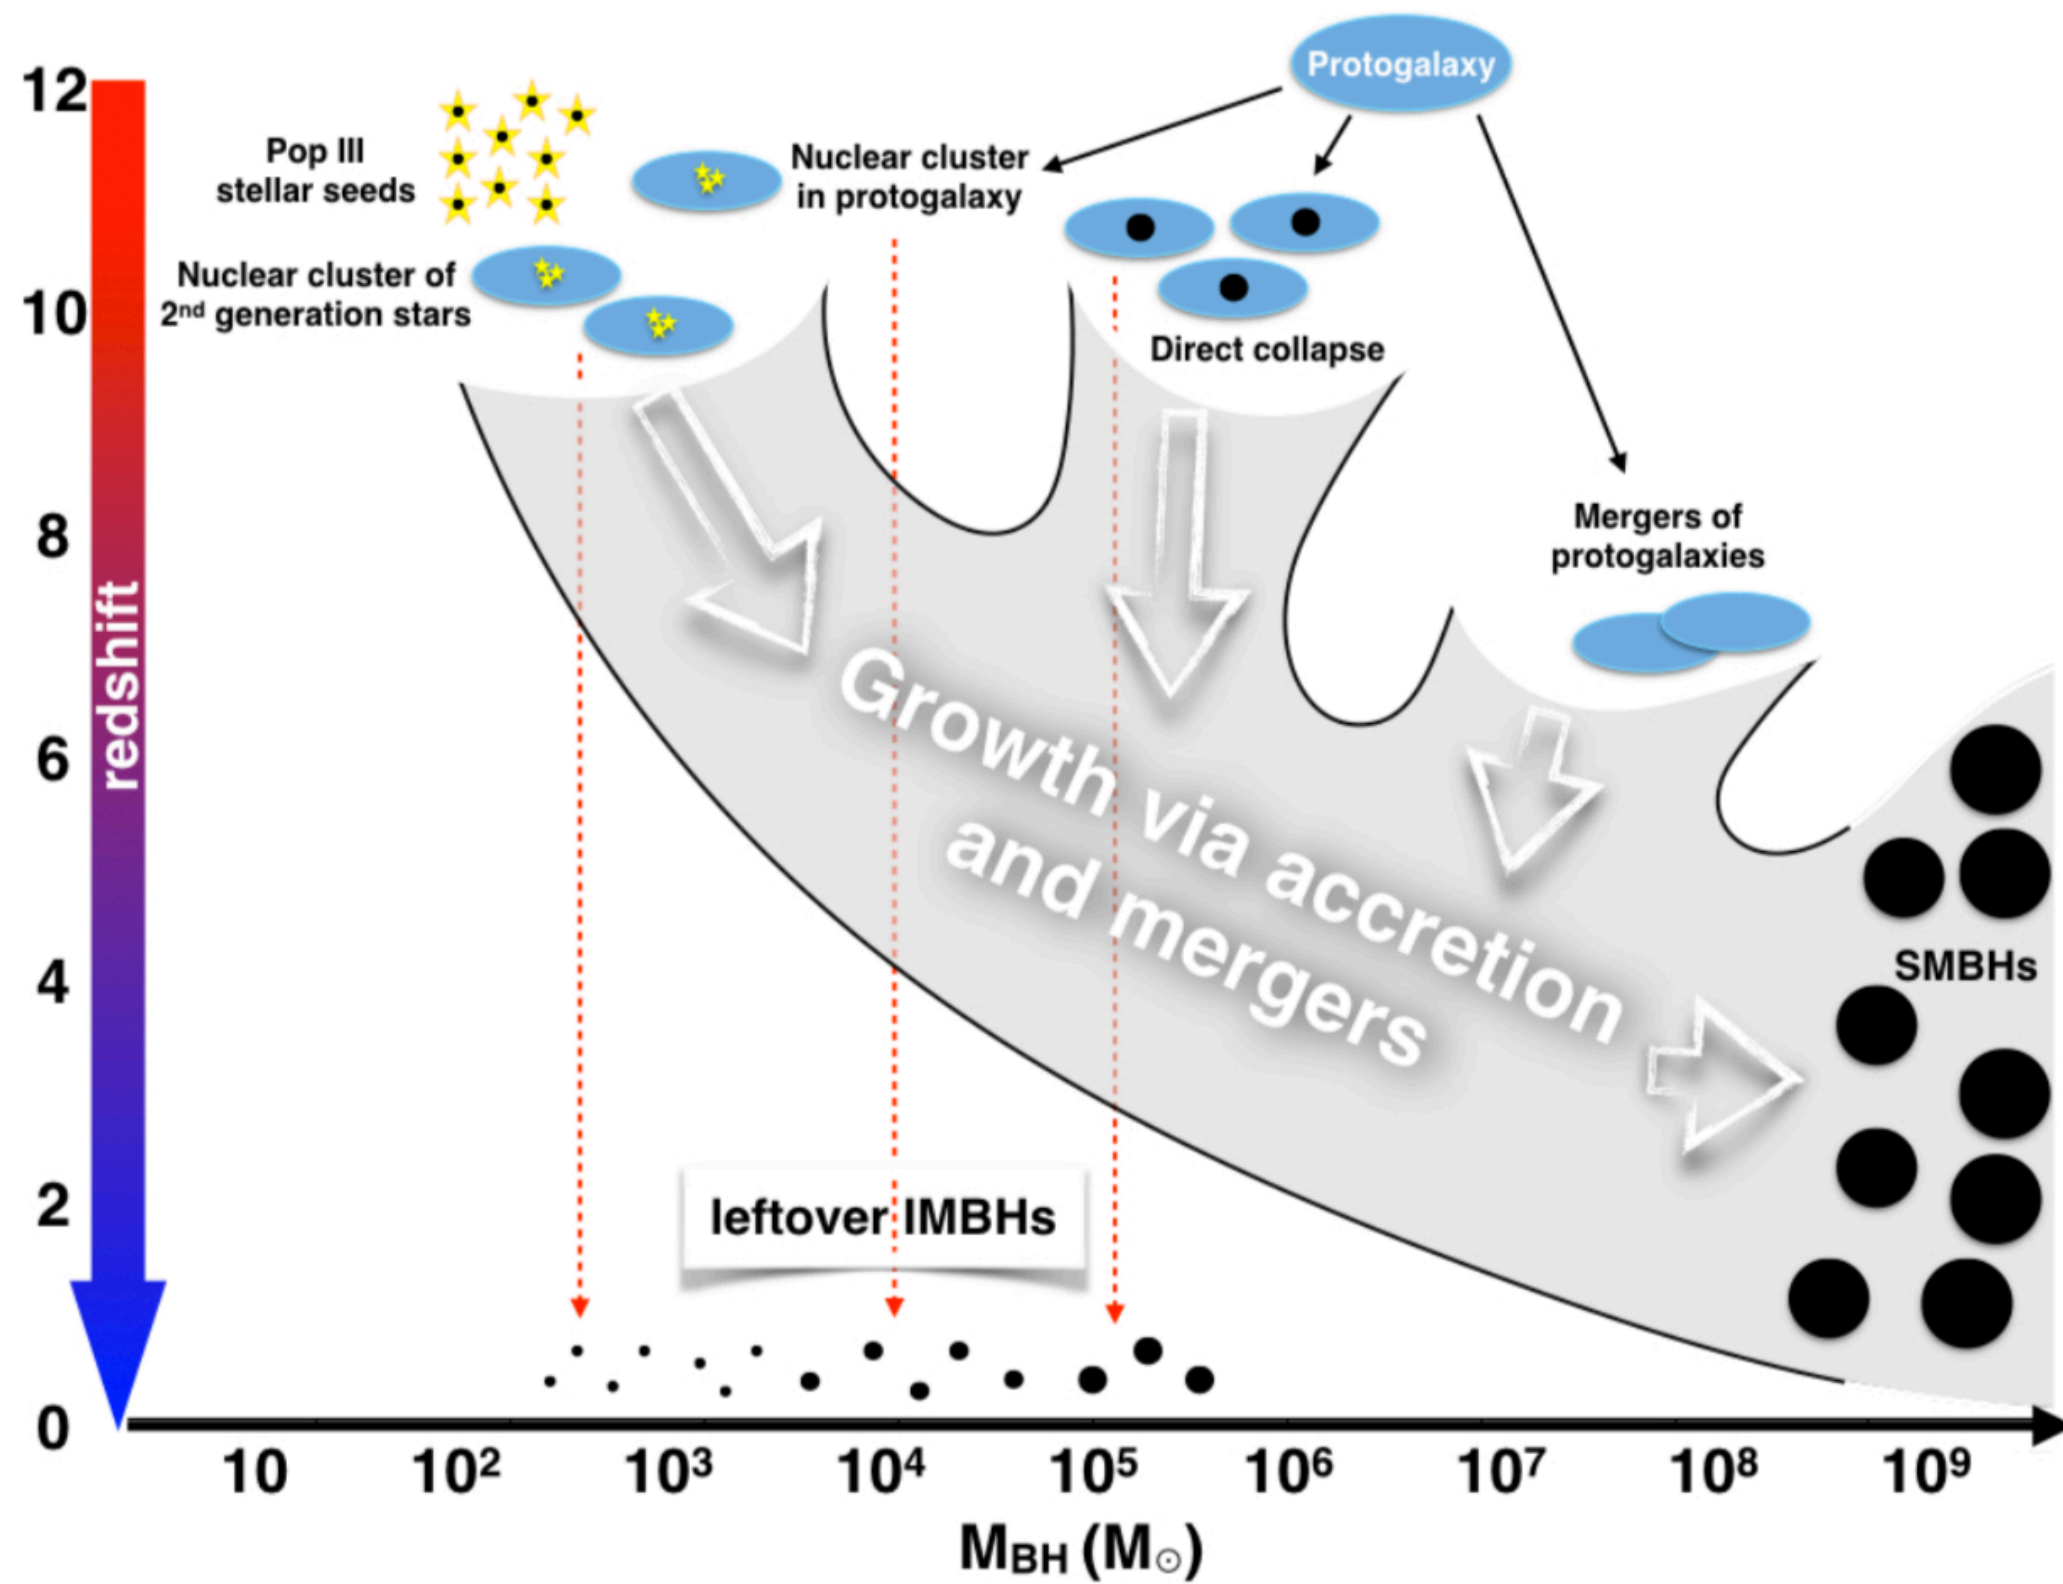 12
10
8
6
4
2
0
redshift
Pop III
stellar seeds
Nuclear cluster of
2nd generation stars
Nuclear cluster
in protogalaxy
Protogalaxy
Direct collapse
Mergers of
protogalaxies
Growth via accretion
and mergers
SMBHs
leftover IMBHs
10 10² 10³ 10⁴ 10⁵ 10⁶ 10⁷ 10⁸ 10⁹
MBH (M⊙)